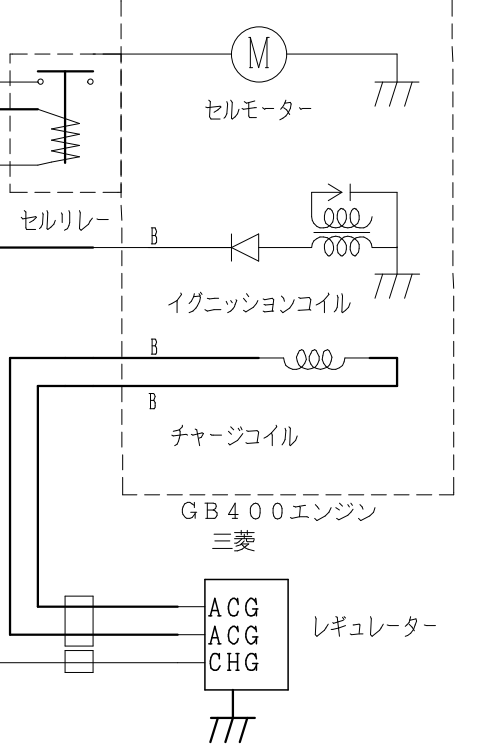 M
セルモーター
セルリレー
B
イグニッションコイル
B
B
チャージコイル
GB400エンジン
三菱
ACG
ACG
CHG
レギュレーター